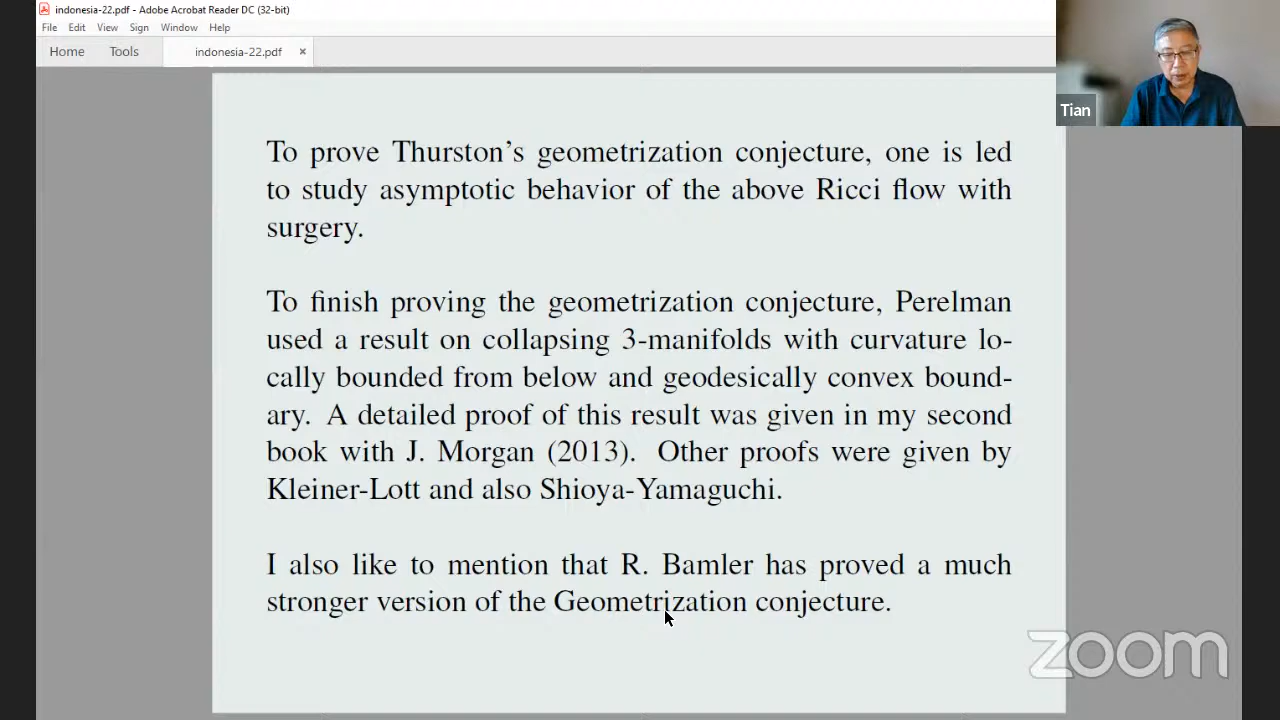 indonesia-22.pdf - Adobe Acrobat Reader DC (32-bit)
File Edit View Sign Window Help
Home Tools indonesia-22.pdf ×
Tian
To prove Thurston's geometrization conjecture, one is led
to study asymptotic behavior of the above Ricci flow with
surgery.
To finish proving the geometrization conjecture, Perelman
used a result on collapsing 3-manifolds with curvature lo-
cally bounded from below and geodesically convex bound-
ary. A detailed proof of this result was given in my second
book with J. Morgan (2013). Other proofs were given by
Kleiner-Lott and also Shioya-Yamaguchi.
I also like to mention that R. Bamler has proved a much
stronger version of the Geometrization conjecture.
zoom